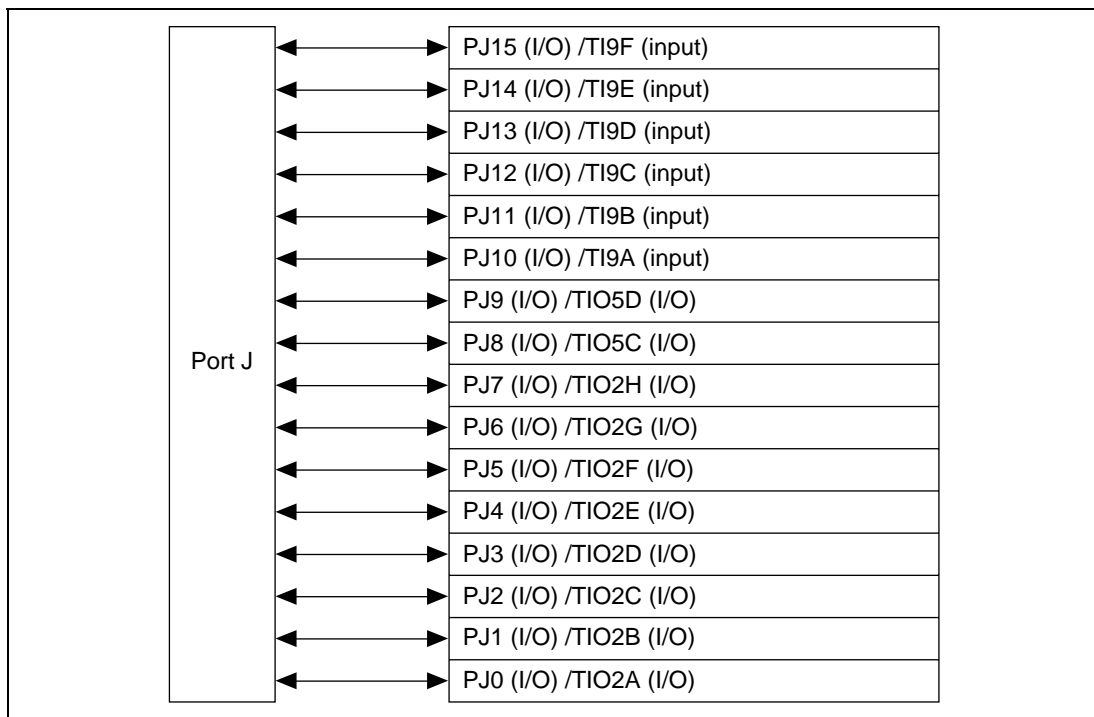 PJ15 (I/O) /TI9F (input)
PJ14 (I/O) /TI9E (input)
PJ13 (I/O) /TI9D (input)
PJ12 (I/O) /TI9C (input)
PJ11 (I/O) /TI9B (input)
PJ10 (I/O) /TI9A (input)
PJ9 (I/O) /TIO5D (I/O)
PJ8 (I/O) /TIO5C (I/O)
Port J
PJ7 (I/O) /TIO2H (I/O)
PJ6 (I/O) /TIO2G (I/O)
PJ5 (I/O) /TIO2F (I/O)
PJ4 (I/O) /TIO2E (I/O)
PJ3 (I/O) /TIO2D (I/O)
PJ2 (I/O) /TIO2C (I/O)
PJ1 (I/O) /TIO2B (I/O)
PJ0 (I/O) /TIO2A (I/O)